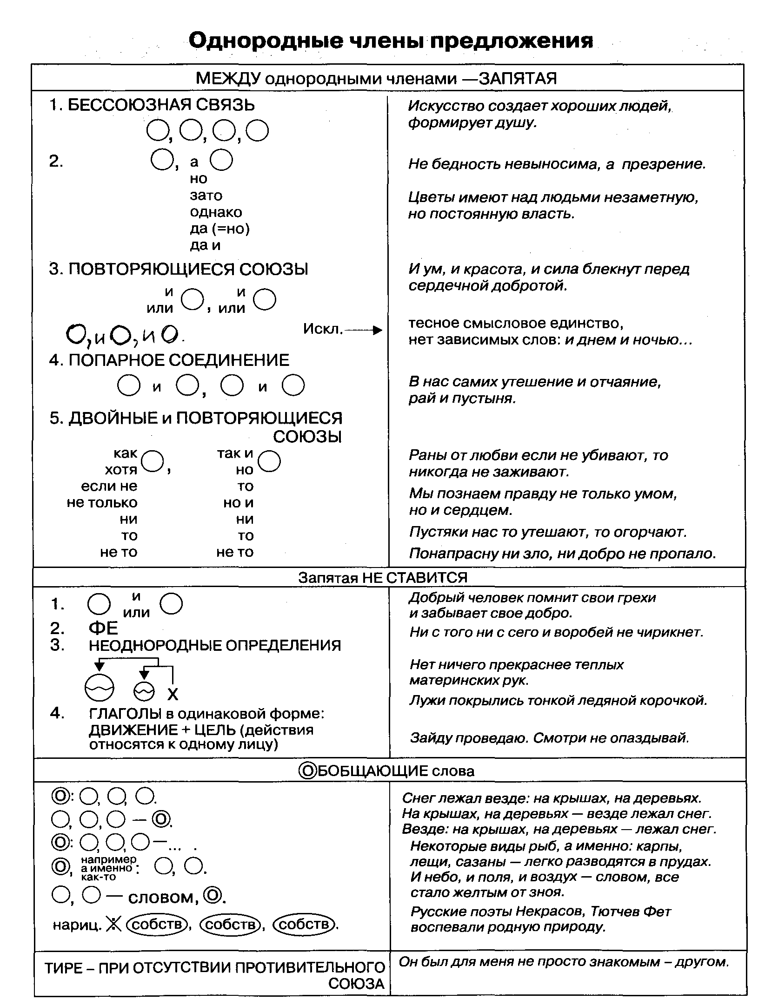 Однородные члены предложения
МЕЖДУ однородными членами —ЗАПЯТАЯ
1. БЕССОЮЗНАЯ СВЯЗЬ
Искусство создает хороших людей,
формирует душу.
2.
, а
Не бедность невыносима, а презрение.
но
зато
Цветы имеют над людьми незаметную,
однако
но постоянную власть.
да (=но)
да и
3. ПОВТОРЯЮЩИЕСЯ СОЮЗЫ
И ум, и красота, и сила блекнут перед
сердечной добротой.
и и
или , или
О, и О, и О.
Искл.
тесное смысловое единство,
нет зависимых слов: и днем и ночью...
4. ПОПАРНОЕ СОЕДИНЕНИЕ
и , и
В нас самих утешение и отчаяние,
рай и пустыня.
5. ДВОЙНЫЕ и ПОВТОРЯЮЩИЕСЯ
СОЮЗЫ
как так и
хотя , но
если не то
не только но и
ни ни
то то
не то не то
Раны от любви если не убивают, то
никогда не заживают.
Мы познаем правду не только умом,
но и сердцем.
Пустяки нас то утешают, то огорчают.
Понапрасну ни зло, ни добро не пропало.
Запятая НЕ СТАВИТСЯ
1. и
или
Добрый человек помнит свои грехи
и забывает свое добро.
2. ФЕ
Ни с того ни с сего и воробей не чирикнет.
3. НЕОДНОРОДНЫЕ ОПРЕДЕЛЕНИЯ
Х
Нет ничего прекраснее теплых
материнских рук.
Лужи покрылись тонкой ледяной корочкой.
4. ГЛАГОЛЫ в одинаковой форме:
ДВИЖЕНИЕ + ЦЕЛЬ (действия
относятся к одному лицу)
Зайду проведаю. Смотри не опаздывай.
ОБОБЩАЮЩИЕ слова
О: О, О, О.
О, О, О – О.
О: О, О, О – ... .
О, например
а именно : О, О.
как-то
О, О — словом, О.
нариц. собств, собств, собств.
Снег лежал везде: на крышах, на деревьях.
На крышах, на деревьях — везде лежал снег.
Везде: на крышах, на деревьях — лежал снег.
Некоторые виды рыб, а именно: карпы,
лещи, сазаны — легко разводятся в прудах.
И небо, и поля, и воздух — словом, все
стало желтым от зноя.
Русские поэты Некрасов, Тютчев Фет
воспевали родную природу.
ТИРЕ – ПРИ ОТСУТСТВИИ ПРОТИВИТЕЛЬНОГО
СОЮЗА
Он был для меня не просто знакомым – другом.